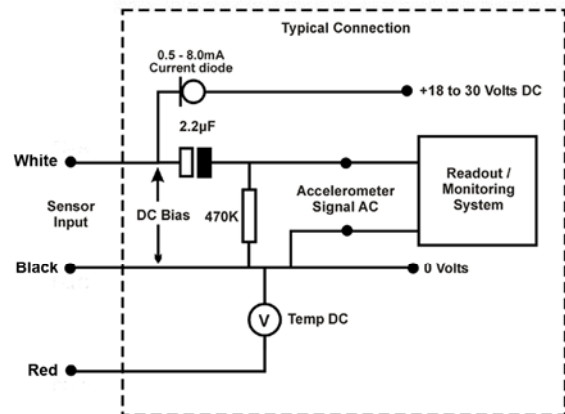 Typical Connection
0.5 - 8.0mA
Current diode
+18 to 30 Volts DC
2.2µF
White
Readout /
Monitoring
System
Accelerometer
Signal AC
Sensor
Input
DC Bias
470K
Black
0 Volts
V
Temp DC
Red